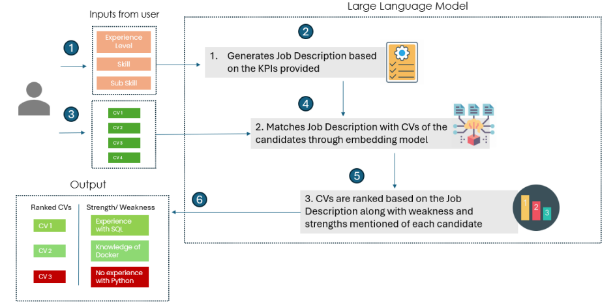 Inputs from user
Large Language Model
1
Experience
Level
Skill
Sub Skill
2
1. Generates Job Description based
on the KPIs provided
3
CV 1
CV 2
CV 3
CV 4
4
2. Matches Job Description with CVs of the
candidates through embedding model
5
3. CVs are ranked based on the Job
Description along with weakness and
strengths mentioned of each candidate
1
2
3
6
Output
Ranked CVs
Strength/ Weakness
CV 1
Experience
with SQL
CV 2
Knowledge of
Docker
CV 3
No experience
with Python